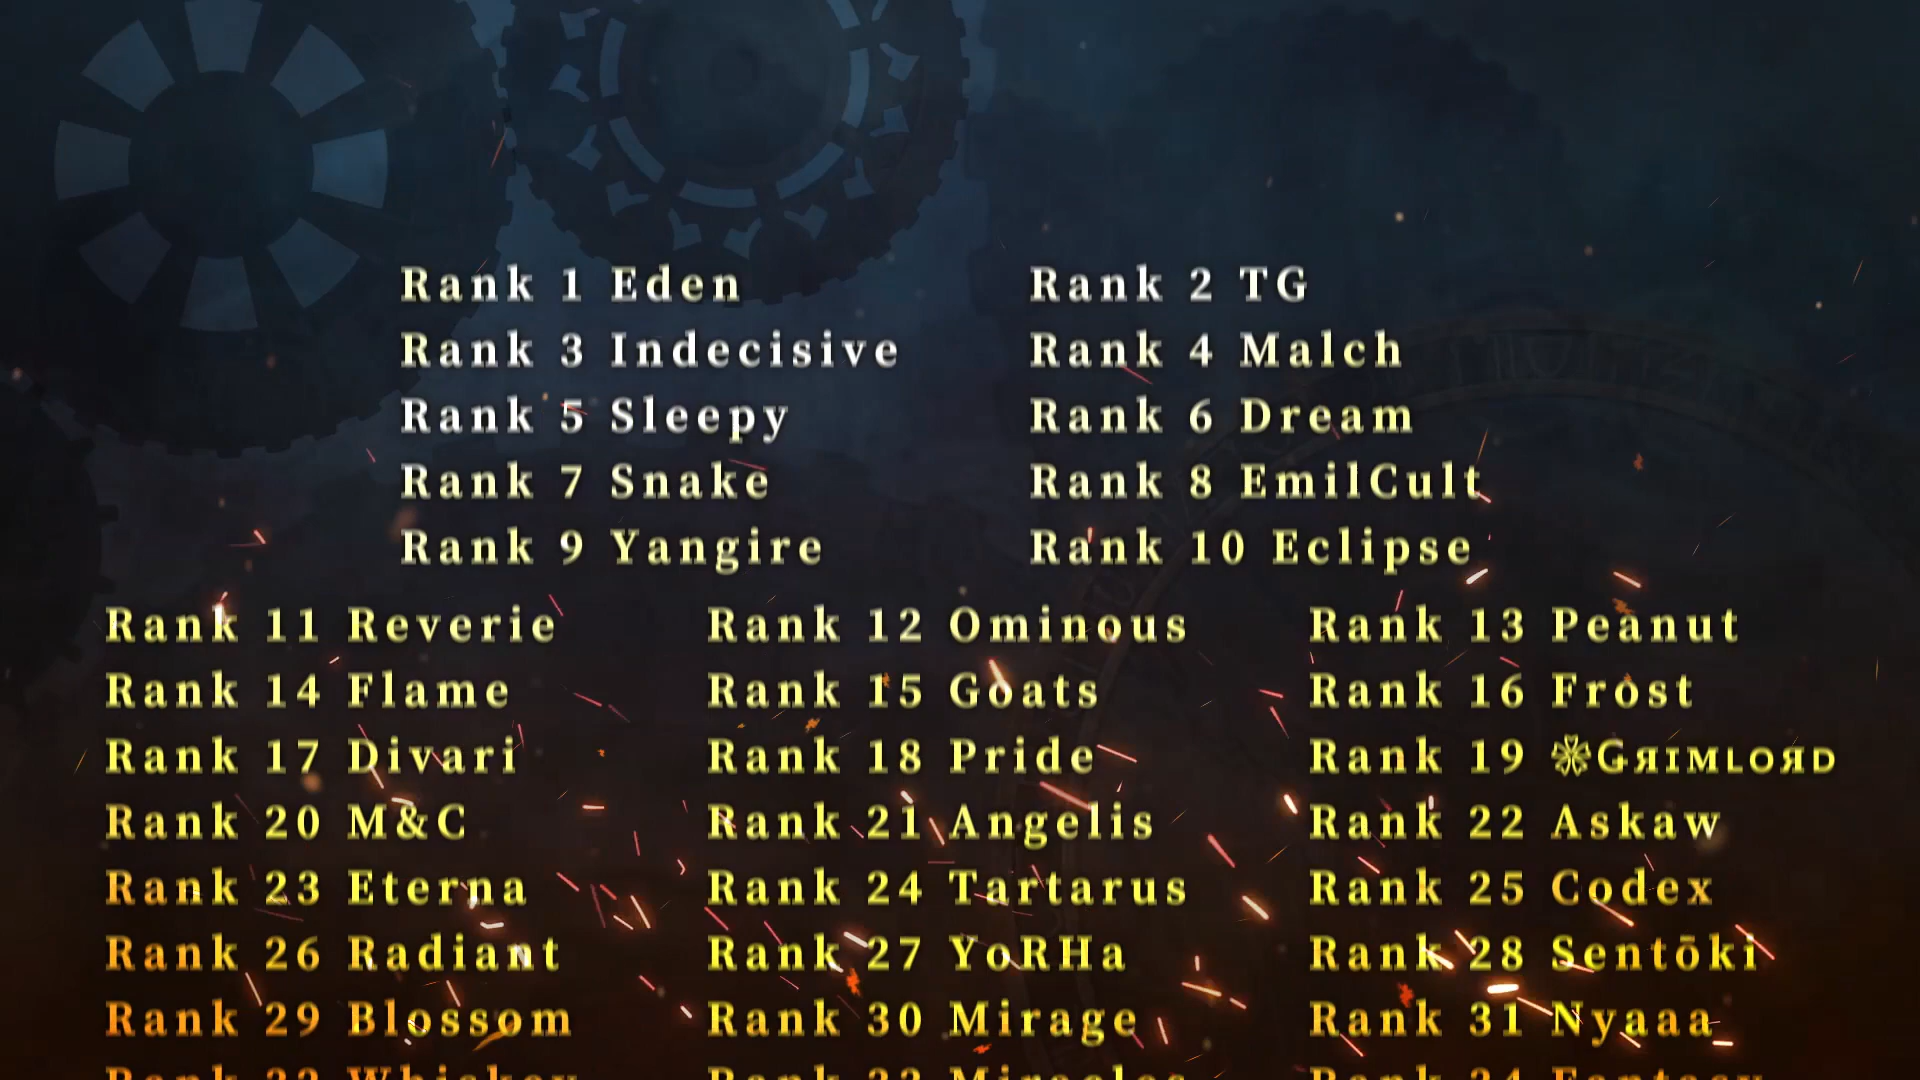 Rank 1 Eden Rank 2 TG
Rank 3 Indecisive Rank 4 Malch
Rank 5 Sleepy Rank 6 Dream
Rank 7 Snake Rank 8 EmilCult
Rank 9 Yangire Rank 10 Eclipse
Rank 11 Reverie Rank 12 Ominous Rank 13 Peanut
Rank 14 Flame Rank 15 Goats Rank 16 Frost
Rank 17 Divari Rank 18 Pride Rank 19 ❊GЯIMLOЯD
Rank 20 M&C Rank 21 Angelis Rank 22 Askaw
Rank 23 Eterna Rank 24 Tartarus Rank 25 Codex
Rank 26 Radiant Rank 27 YoRHa Rank 28 Sentōki
Rank 29 Blossom Rank 30 Mirage Rank 31 Nyaaa